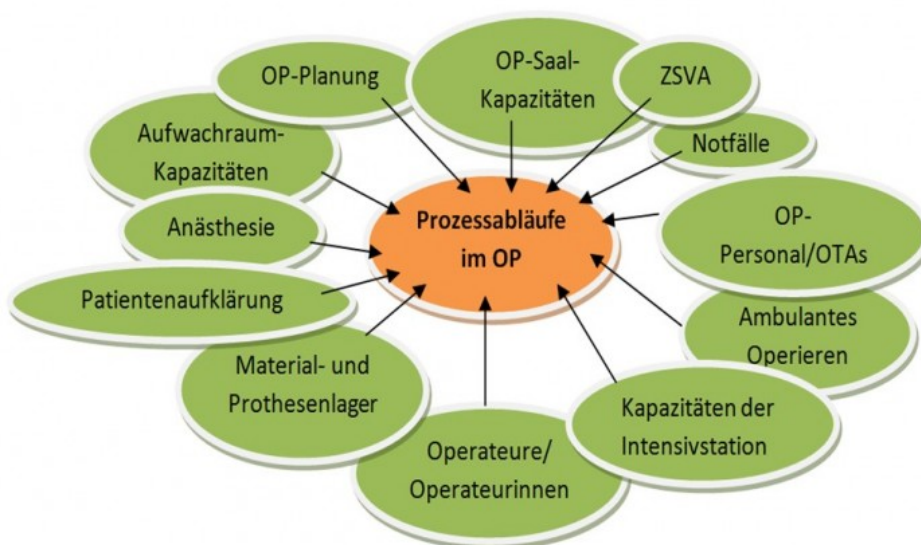 OP-Planung
OP-Saal-
Kapazitäten
ZSVA
Aufwachraum-
Kapazitäten
Notfälle
Anästhesie
Prozessabläufe
im OP
OP-
Personal/OTAs
Patientenaufklärung
Ambulantes
Operieren
Material- und
Prothesenlager
Kapazitäten der
Intensivstation
Operateure/
Operateurinnen